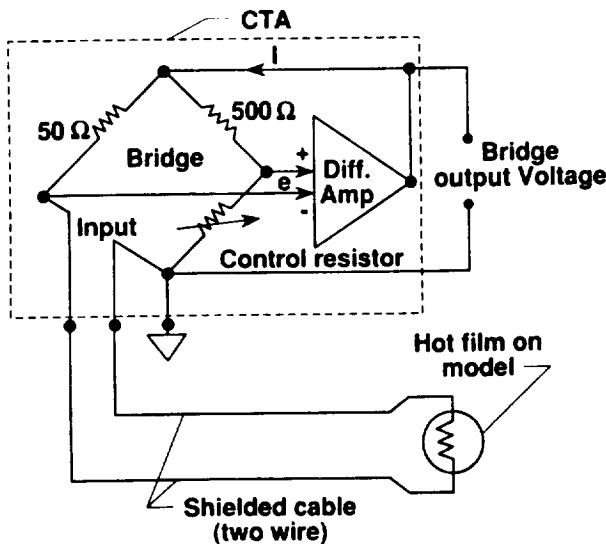 CTA
I
50 Ω
500 Ω
Bridge
+
e
-
Diff.
Amp
Bridge
output Voltage
Input
Control resistor
Hot film on
model
Shielded cable
(two wire)